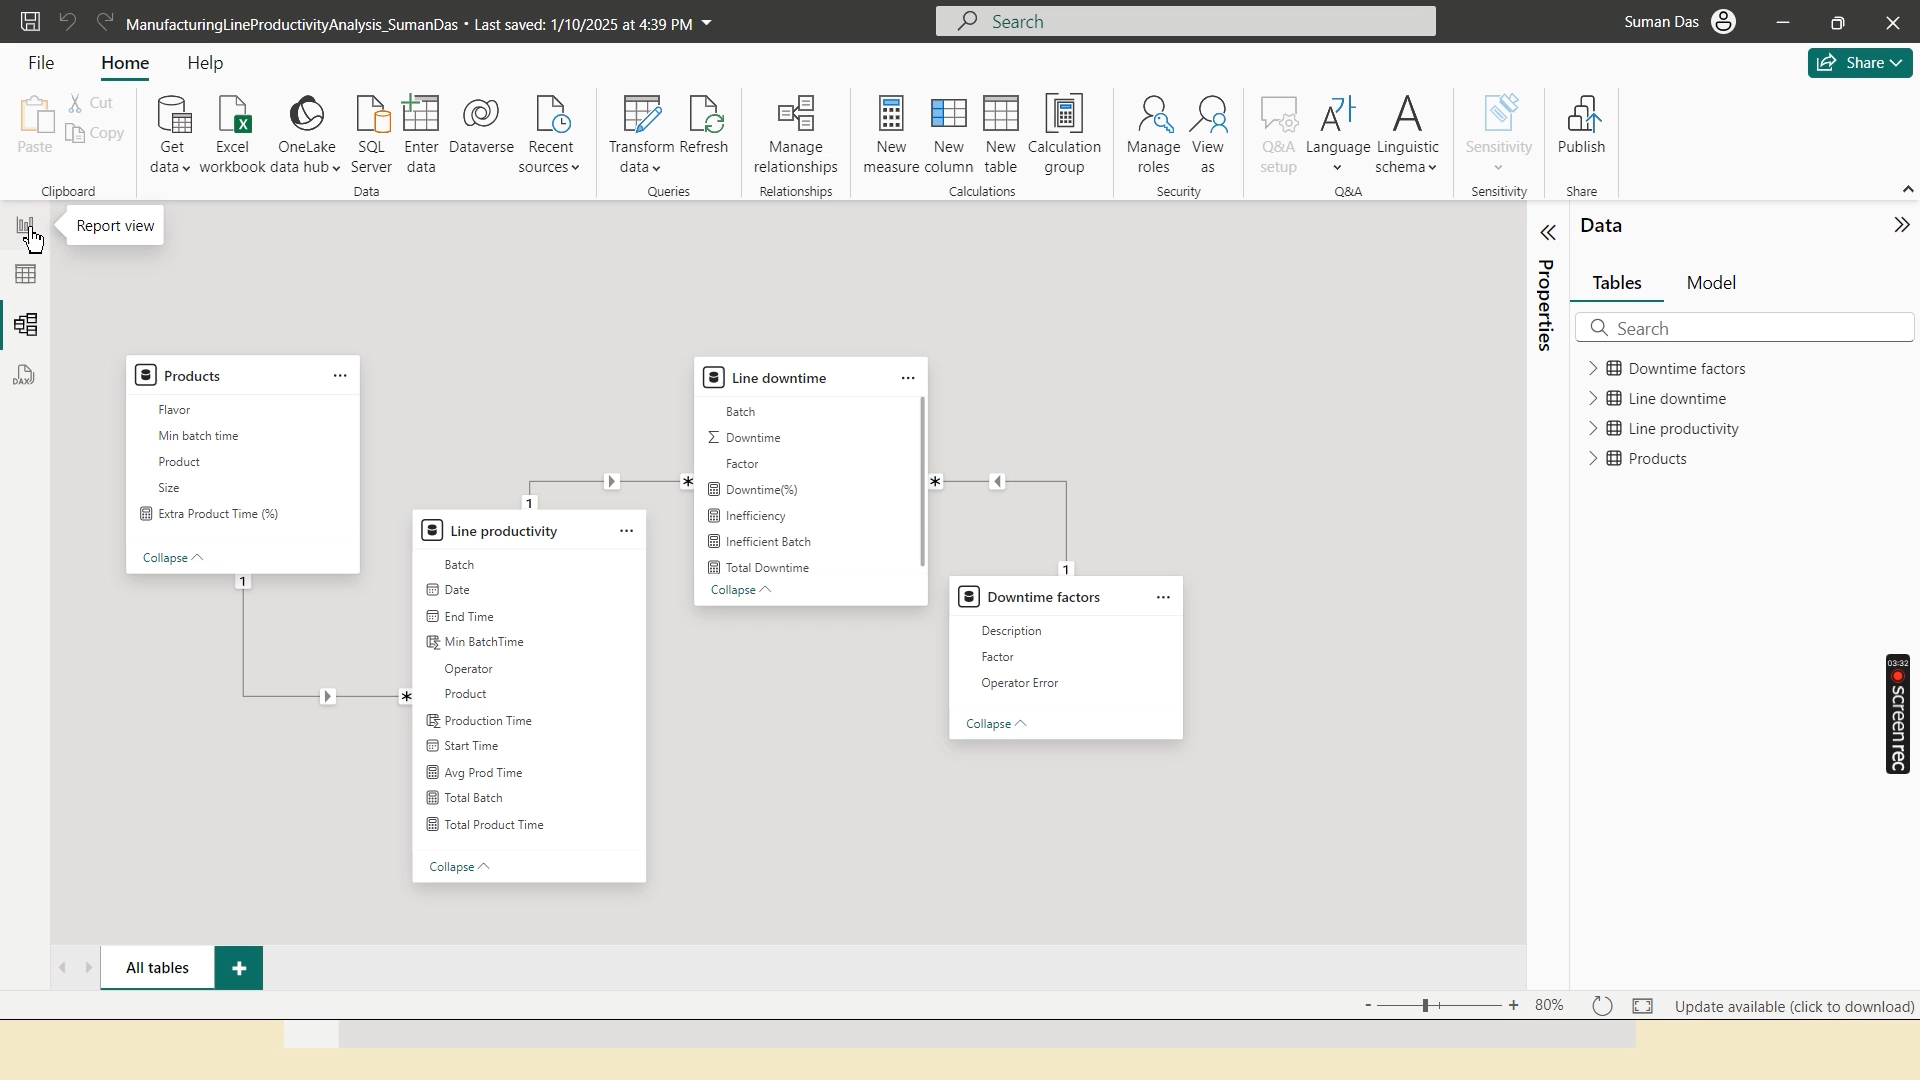 ManufacturingLineProductivityAnalysis_SumanDas • Last saved: 1/10/2025 at 4:39 PM
Search
Suman Das
File
Home
Help
Share
Paste
Cut
Copy
Clipboard
Get data
Excel workbook
OneLake data hub
SQL Server
Enter data
Dataverse
Recent sources
Data
Transform data
Refresh
Queries
Manage relationships
Relationships
New measure
New column
New table
Calculation group
Calculations
Manage roles
View as
Security
Q&A setup
Language
Linguistic schema
Q&A
Sensitivity
Sensitivity
Publish
Share
Report view
DAX
Products
Flavor
Min batch time
Product
Size
Extra Product Time (%)
Collapse
1
*
Line productivity
Batch
Date
End Time
Min BatchTime
Operator
Product
Production Time
Start Time
Avg Prod Time
Total Batch
Total Product Time
Collapse
1
*
Line downtime
Batch
Downtime
Factor
Downtime(%)
Inefficiency
Inefficient Batch
Total Downtime
Collapse
*
1
Downtime factors
Description
Factor
Operator Error
Collapse
Properties
Data
Tables
Model
Search
Downtime factors
Line downtime
Line productivity
Products
03:32
screenrec
All tables
+
- + 80%
Update available (click to download)